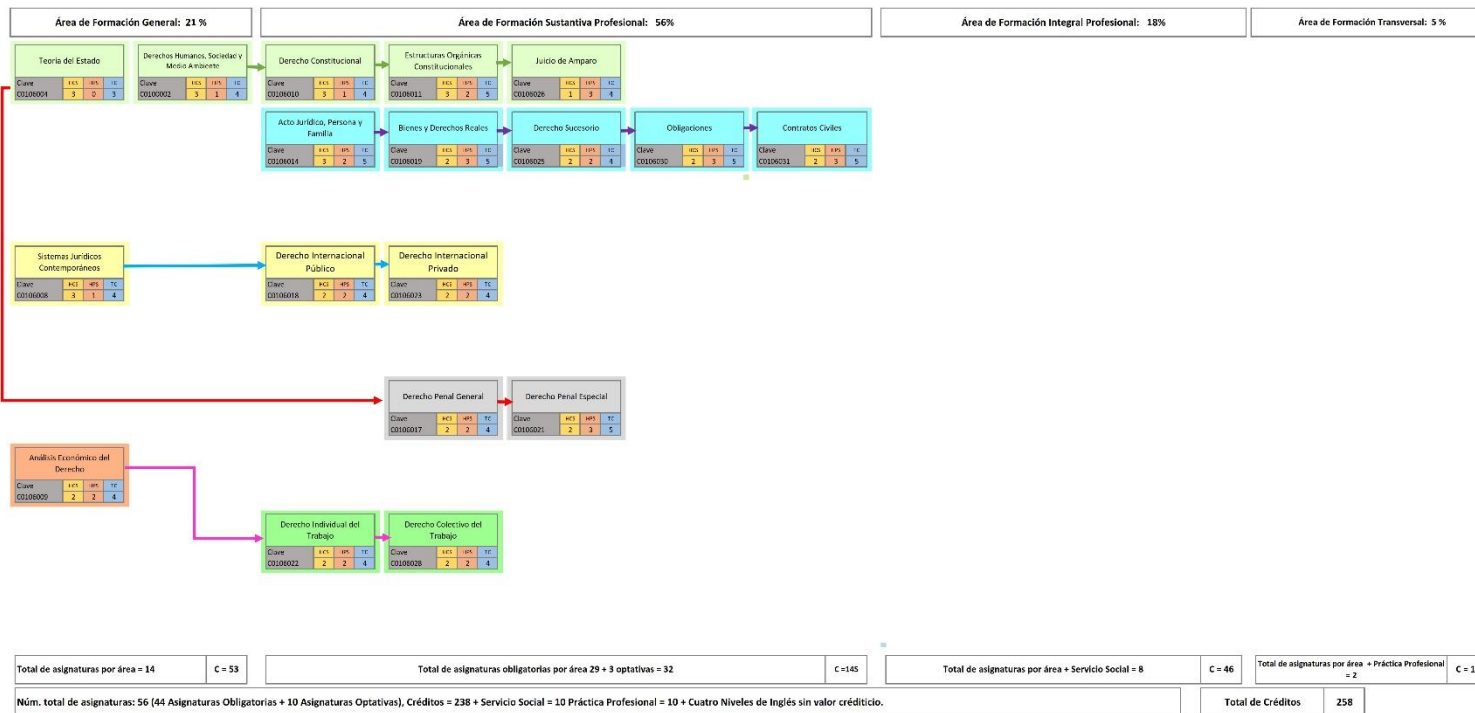 Área de Formación General: 21 %
Área de Formación Sustantiva Profesional: 56%
Área de Formación Integral Profesional: 18%
Área de Formación Transversal: 5 %
Teoría del Estado
Clave HCS HPS TC
C0106004 3 0 3
Derechos Humanos, Sociedad y
Medio Ambiente
Clave HCS HPS TC
C0100002 3 1 4
Derecho Constitucional
Clave HCS HPS TC
C0106010 3 1 4
Estructuras Orgánicas
Constitucionales
Clave HCS HPS TC
C0106011 3 2 5
Juicio de Amparo
Clave HCS HPS TC
C0106026 1 3 4
Acto Jurídico, Persona y
Familia
Clave HCS HPS TC
C0106014 3 2 5
Bienes y Derechos Reales
Clave HCS HPS TC
C0106019 2 3 5
Derecho Sucesorio
Clave HCS HPS TC
C0106025 2 2 4
Obligaciones
Clave HCS HPS TC
C0106030 2 3 5
Contratos Civiles
Clave HCS HPS TC
C0106031 2 3 5
Sistemas Jurídicos
Contemporáneos
Clave HCS HPS TC
C0106008 3 1 4
Derecho Internacional
Público
Clave HCS HPS TC
C0106018 2 2 4
Derecho Internacional
Privado
Clave HCS HPS TC
C0106023 2 2 4
Derecho Penal General
Clave HCS HPS TC
C0106017 2 2 4
Derecho Penal Especial
Clave HCS HPS TC
C0106021 2 3 5
Análisis Económico del
Derecho
Clave HCS HPS TC
C0106009 2 2 4
Derecho Individual del
Trabajo
Clave HCS HPS TC
C0106022 2 2 4
Derecho Colectivo del
Trabajo
Clave HCS HPS TC
C0106028 2 2 4
Total de asignaturas por área = 14
C = 53
Total de asignaturas obligatorias por área 29 + 3 optativas = 32
C =145
Total de asignaturas por área + Servicio Social = 8
C = 46
Total de asignaturas por área + Práctica Profesional
= 2
C = 1
Núm. total de asignaturas: 56 (44 Asignaturas Obligatorias + 10 Asignaturas Optativas), Créditos = 238 + Servicio Social = 10 Práctica Profesional = 10 + Cuatro Niveles de Inglés sin valor crediticio.
Total de Créditos
258